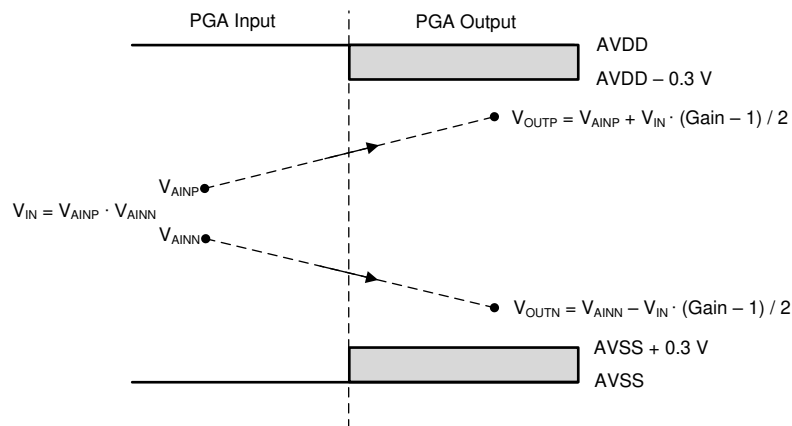 PGA Input
PGA Output
AVDD
AVDD – 0.3 V
V_OUTP = V_AINP + V_IN · (Gain – 1) / 2
V_AINP
V_IN = V_AINP · V_AINN
V_AINN
V_OUTN = V_AINN – V_IN · (Gain – 1) / 2
AVSS + 0.3 V
AVSS